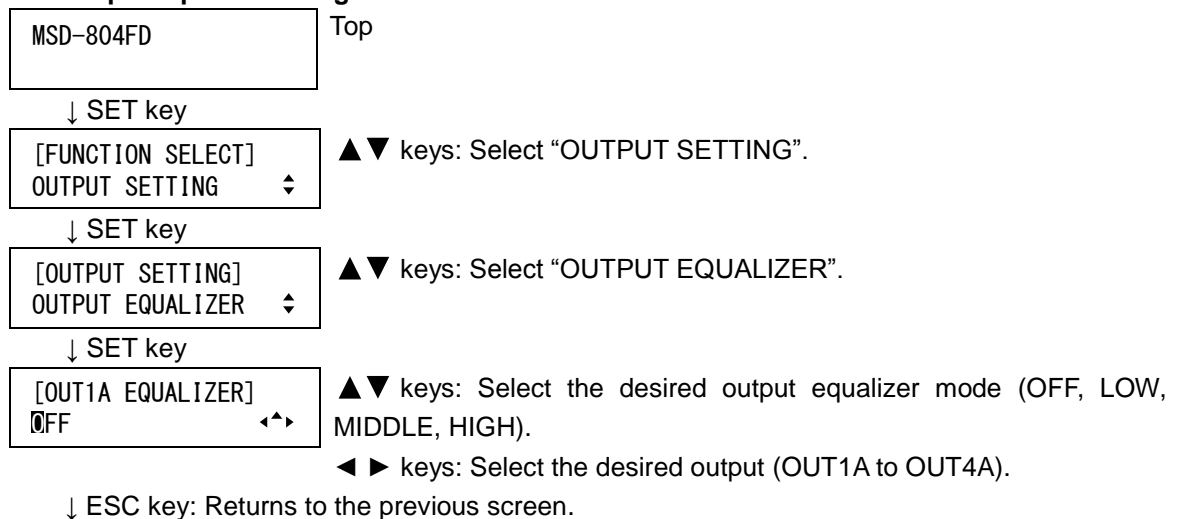 MSD-804FD
Top
↓ SET key
[FUNCTION SELECT]
OUTPUT SETTING
▲▼ keys: Select “OUTPUT SETTING”.
↓ SET key
[OUTPUT SETTING]
OUTPUT EQUALIZER
▲▼ keys: Select “OUTPUT EQUALIZER”.
↓ SET key
[OUT1A EQUALIZER]
OFF
▲▼ keys: Select the desired output equalizer mode (OFF, LOW,
MIDDLE, HIGH).
◄ ► keys: Select the desired output (OUT1A to OUT4A).
↓ ESC key: Returns to the previous screen.